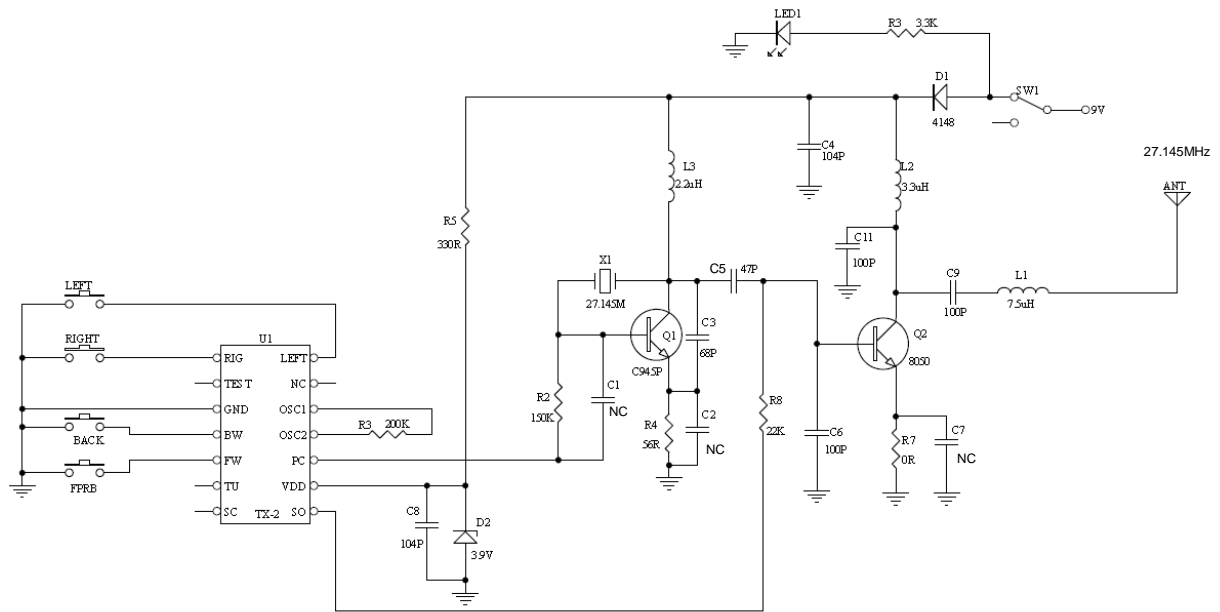 LED1
R3 3.3K
D1
4148
SW1
9V
C4
104P
L3
2.2uH
L2
3.3uH
27.145MHz
ANT
R5
330R
C11
100P
X1
27.145M
C5 47P
C9
100P
L1
7.5uH
LEFT
RIGHT
BACK
FPRB
U1
RIG LEFT
TEST NC
GND OSC1
BW OSC2
FW PC
TU VDD
SC TX-2 SO
R3 200K
Q1
C945P
C3
68P
R2
150K
C1
NC
R4
56R
C2
NC
R8
22K
Q2
8050
C6
100P
R7
0R
C7
NC
C8
104P
D2
3.9V